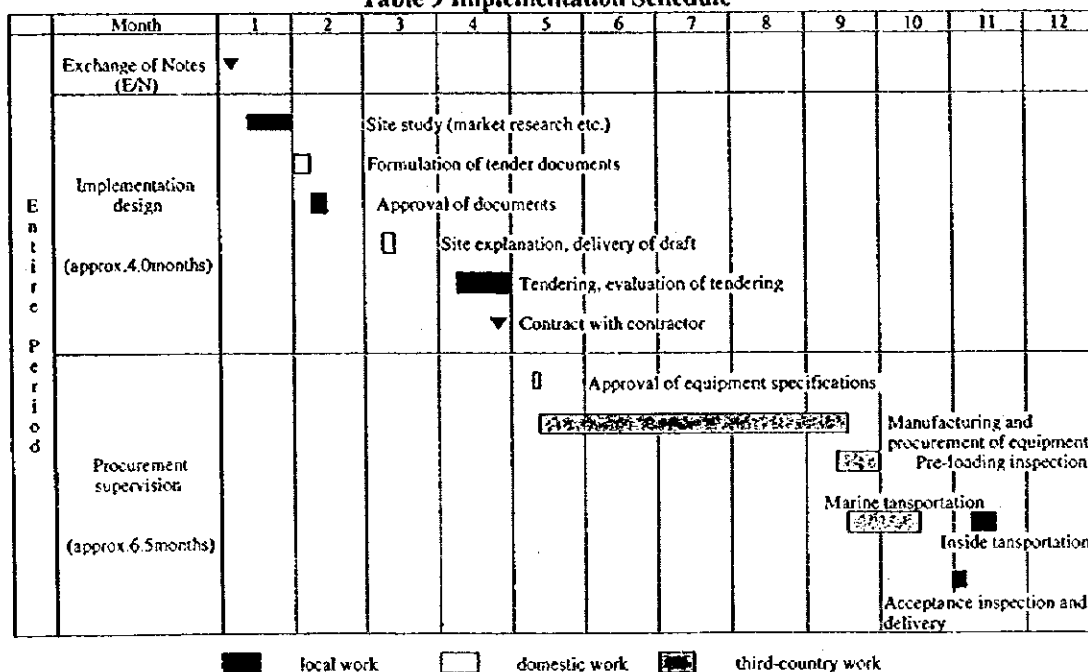 Table 5 Implementation Schedule
Month 1 2 3 4 5 6 7 8 9 10 11 12
Entire Period
Exchange of Notes
(E/N)
Implementation
design
(approx.4.0months)
Site study (market research etc.)
Formulation of tender documents
Approval of documents
Site explanation, delivery of draft
Tendering, evaluation of tendering
Contract with contractor
Procurement
supervision
(approx.6.5months)
Approval of equipment specifications
Manufacturing and
procurement of equipment
Pre-loading inspection
Marine tansportation
Inside tansportation
Acceptance inspection and
delivery
local work domestic work third-country work